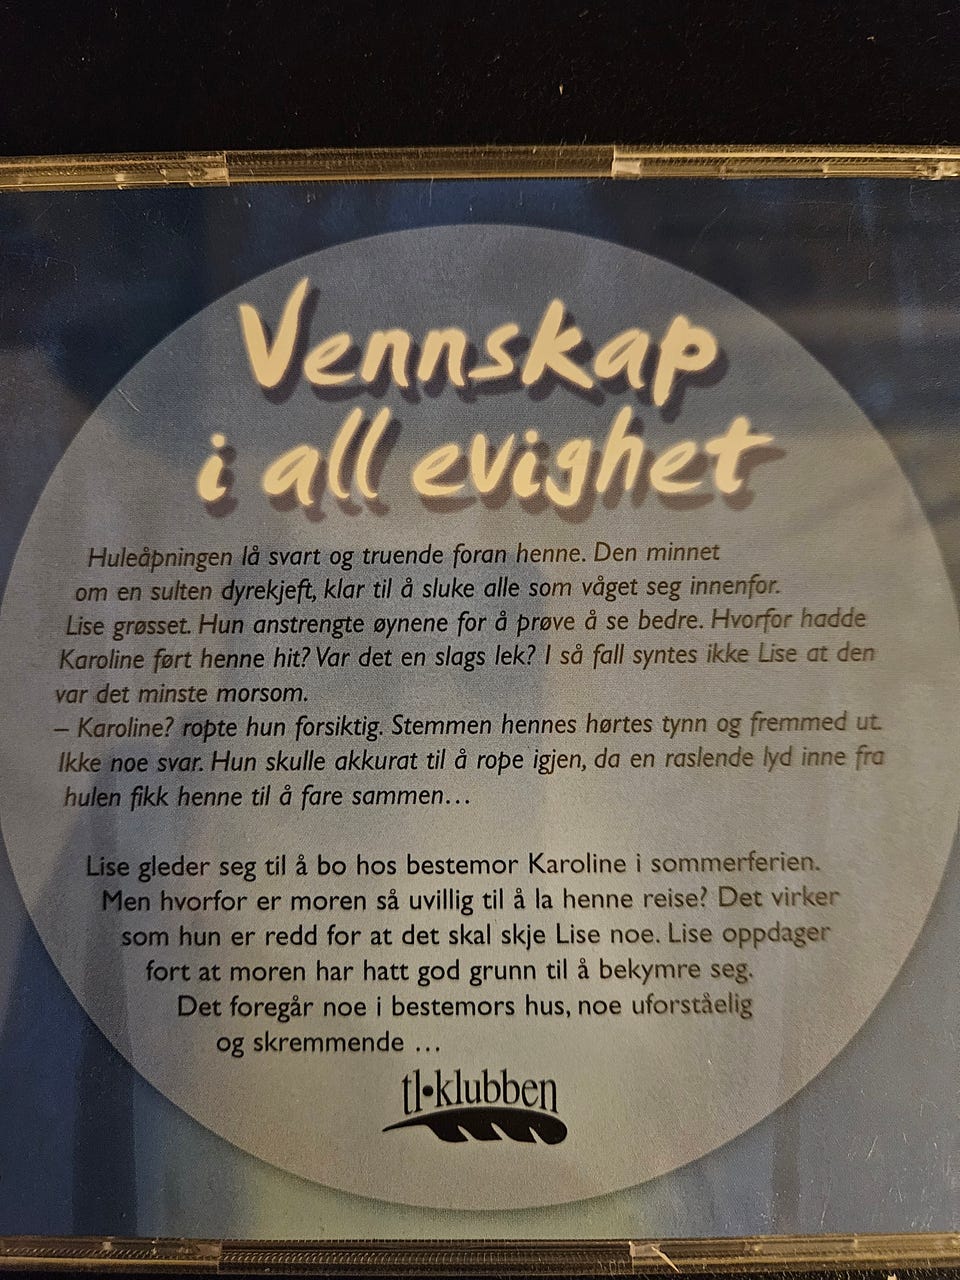 Vennskap
i all evighet
Huleåpningen lå svart og truende foran henne. Den minnet
om en sulten dyrekjeft, klar til å sluke alle som våget seg innenfor.
Lise grøsset. Hun anstrengte øynene for å prøve å se bedre. Hvorfor hadde
Karoline ført henne hit? Var det en slags lek? I så fall syntes ikke Lise at den
var det minste morsom.
– Karoline? ropte hun forsiktig. Stemmen hennes hørtes tynn og fremmed ut.
Ikke noe svar. Hun skulle akkurat til å rope igjen, da en raslende lyd inne fra
hulen fikk henne til å fare sammen…
Lise gleder seg til å bo hos bestemor Karoline i sommerferien.
Men hvorfor er moren så uvillig til å la henne reise? Det virker
som hun er redd for at det skal skje Lise noe. Lise oppdager
fort at moren har hatt god grunn til å bekymre seg.
Det foregår noe i bestemors hus, noe uforståelig
og skremmende …
tl•klubben